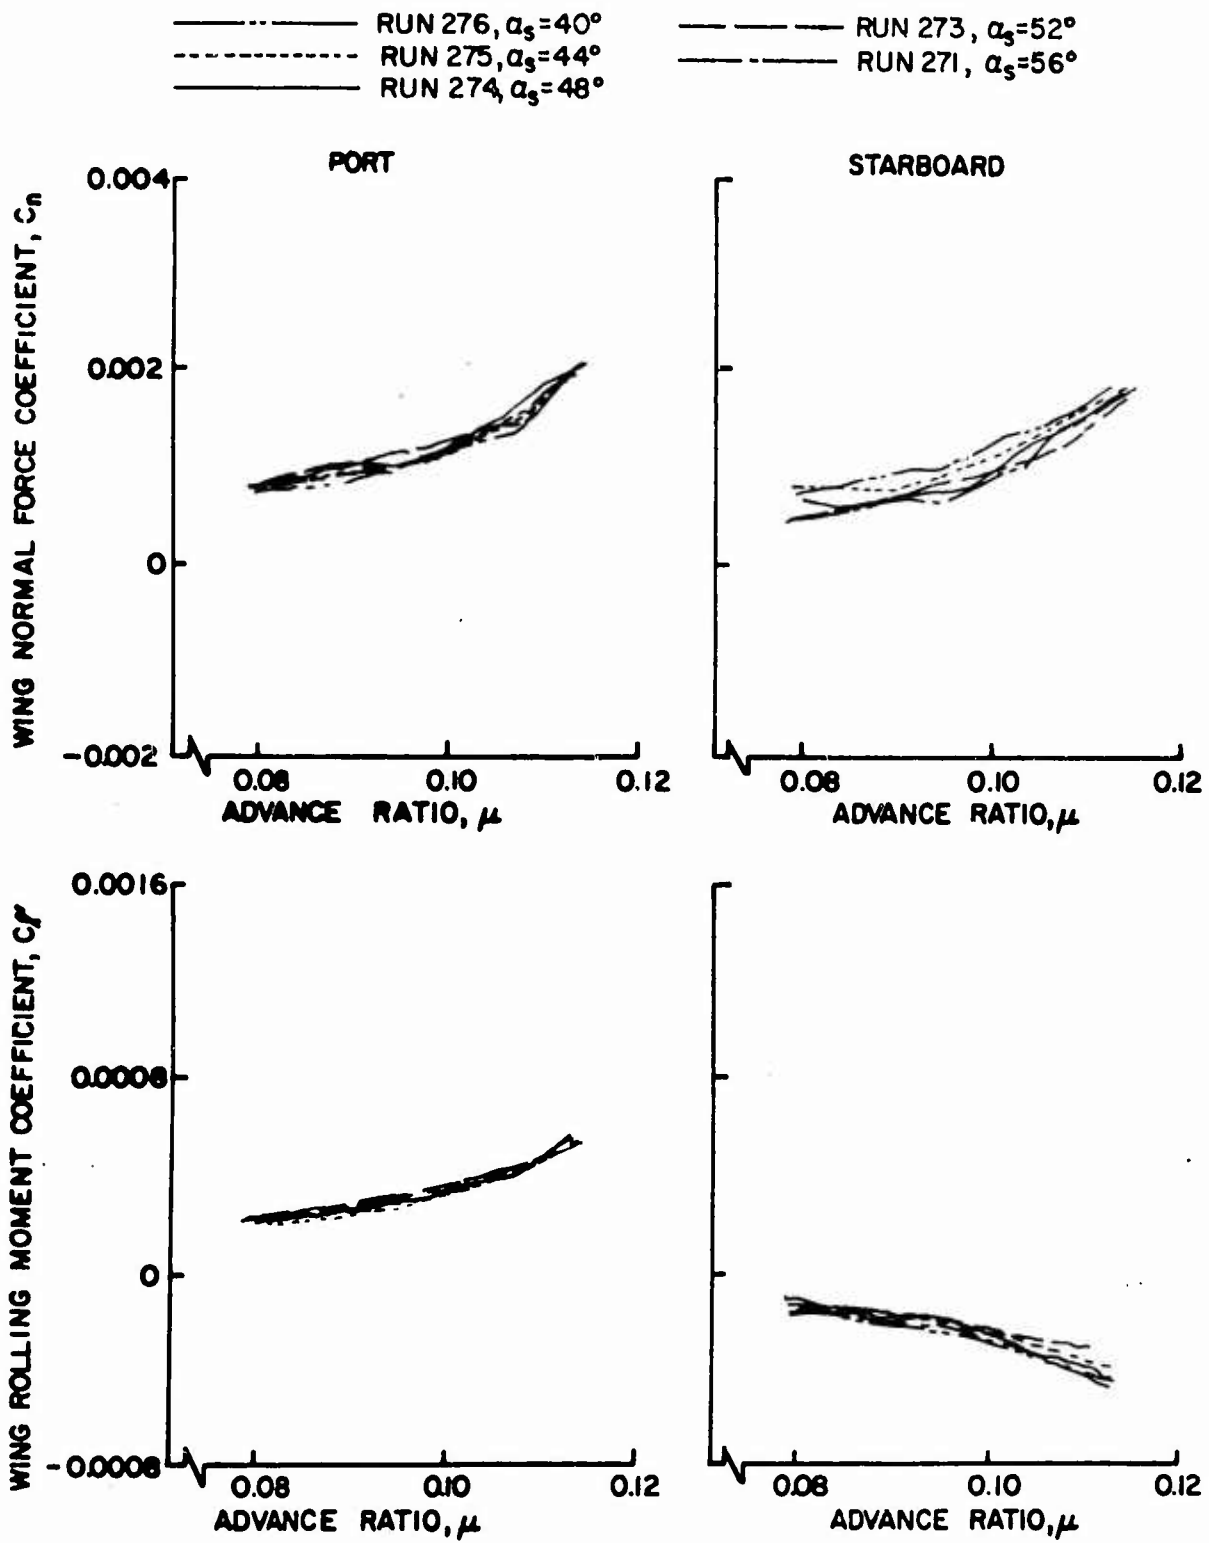 RUN 276, αs=40°
RUN 275, αs=44°
RUN 274, αs=48°
RUN 273, αs=52°
RUN 271, αs=56°
PORT
STARBOARD
WING NORMAL FORCE COEFFICIENT, Cn
0.004
0.002
0
-0.002
0.08 0.10 0.12
ADVANCE RATIO, μ
0.08 0.10 0.12
ADVANCE RATIO, μ
WING ROLLING MOMENT COEFFICIENT,
0.0016
0.0008
0
-0.0008
0.08 0.10 0.12
ADVANCE RATIO, μ
0.08 0.10 0.12
ADVANCE RATIO, μ